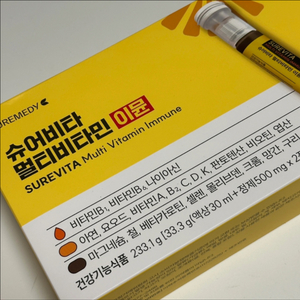 UREMEDY
슈어비타
멀티비타민 이뮨
SUREVITA Multi Vitamin Immune
비타민B₁, 비타민B₆, 나이아신
아연, 요오드, 비타민A, B₂, C, D, K, 판토텐산, 비오틴, 엽산
마그네슘, 철, 베타카로틴, 셀렌, 몰리브덴, 크롬, 망간, 구리
건강기능식품 233.1 g [33.3 g(액상 30 ml + 정제 500 mg x 2